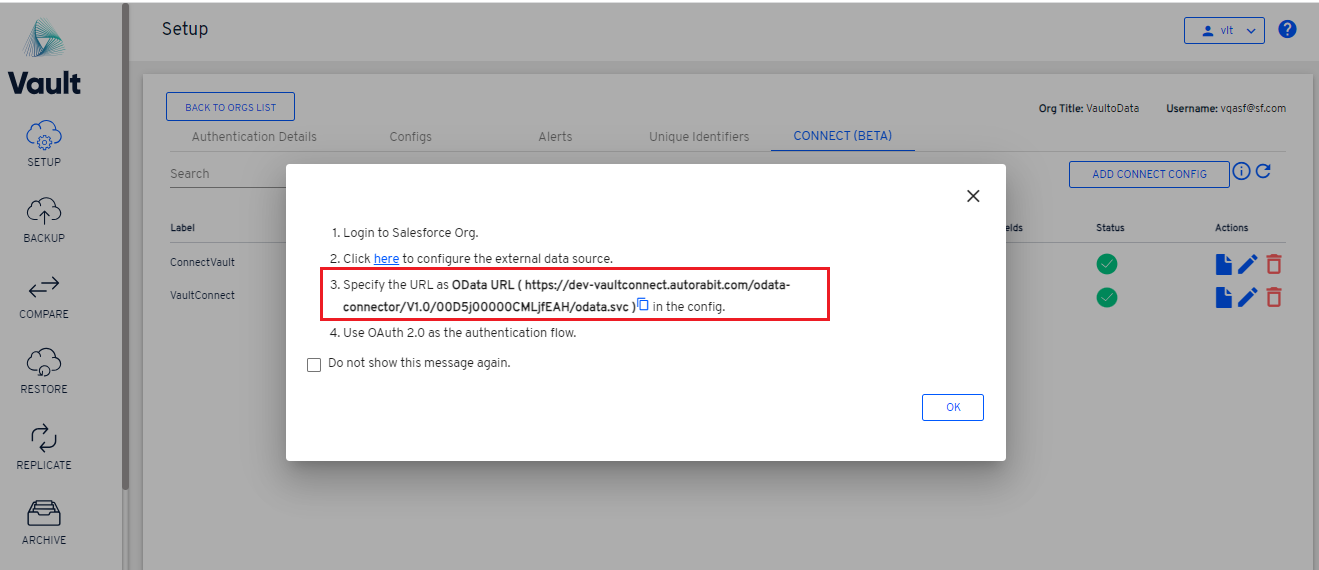 Setup
vlt
Vault
BACK TO ORGS LIST
Org Title: VaultoData
Username: vqasf@sf.com
Authentication Details
Configs
Alerts
Unique Identifiers
CONNECT (BETA)
SETUP
Search
ADD CONNECT CONFIG
Label
Status
Actions
ConnectVault
VaultConnect
BACKUP
COMPARE
RESTORE
REPLICATE
ARCHIVE
1. Login to Salesforce Org.
2. Click here to configure the external data source.
3. Specify the URL as OData URL ( https://dev-vaultconnect.autorabit.com/odata-
connector/V1.0/00D5j00000CMLjfEAH/odata.svc ) in the config.
4. Use OAuth 2.0 as the authentication flow.
Do not show this message again.
OK